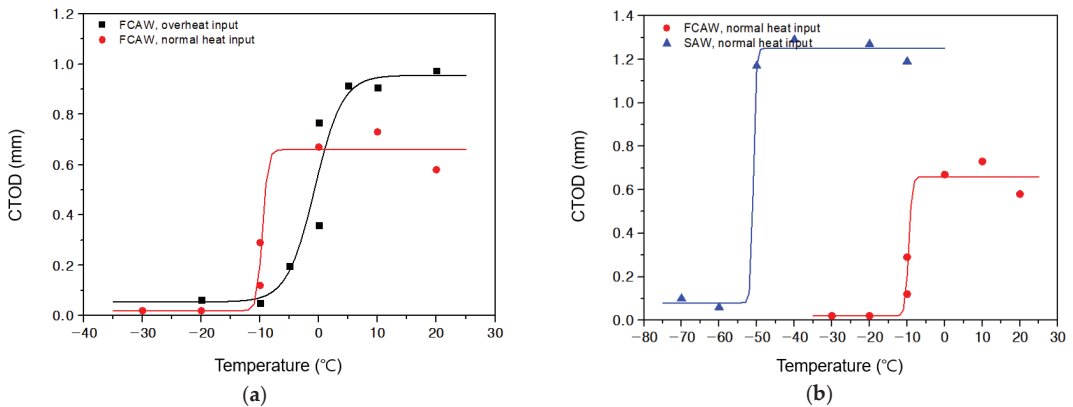 FCAW, overheat input
FCAW, normal heat input
CTOD (mm)
1.2
1.0
0.8
0.6
0.4
0.2
0.0
−40 −30 −20 −10 0 10 20 30
Temperature (℃)
(a)
FCAW, normal heat input
SAW, normal heat input
CTOD (mm)
1.4
1.2
1.0
0.8
0.6
0.4
0.2
0.0
−80 −70 −60 −50 −40 −30 −20 −10 0 10 20 30
Temperature (℃)
(b)